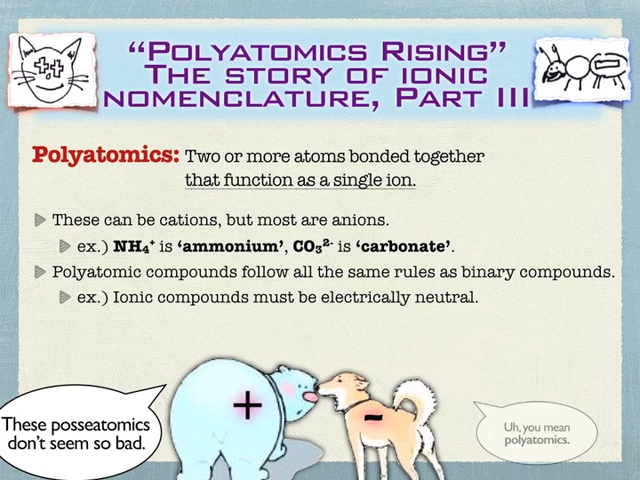 “Polyatomics Rising”
The story of ionic
nomenclature, Part III
Polyatomics: Two or more atoms bonded together
that function as a single ion.
These can be cations, but most are anions.
ex.) NH₄⁺ is ‘ammonium’, CO₃²⁻ is ‘carbonate’.
Polyatomic compounds follow all the same rules as binary compounds.
ex.) Ionic compounds must be electrically neutral.
+
-
These posseatomics
don’t seem so bad.
Uh, you mean
polyatomics.